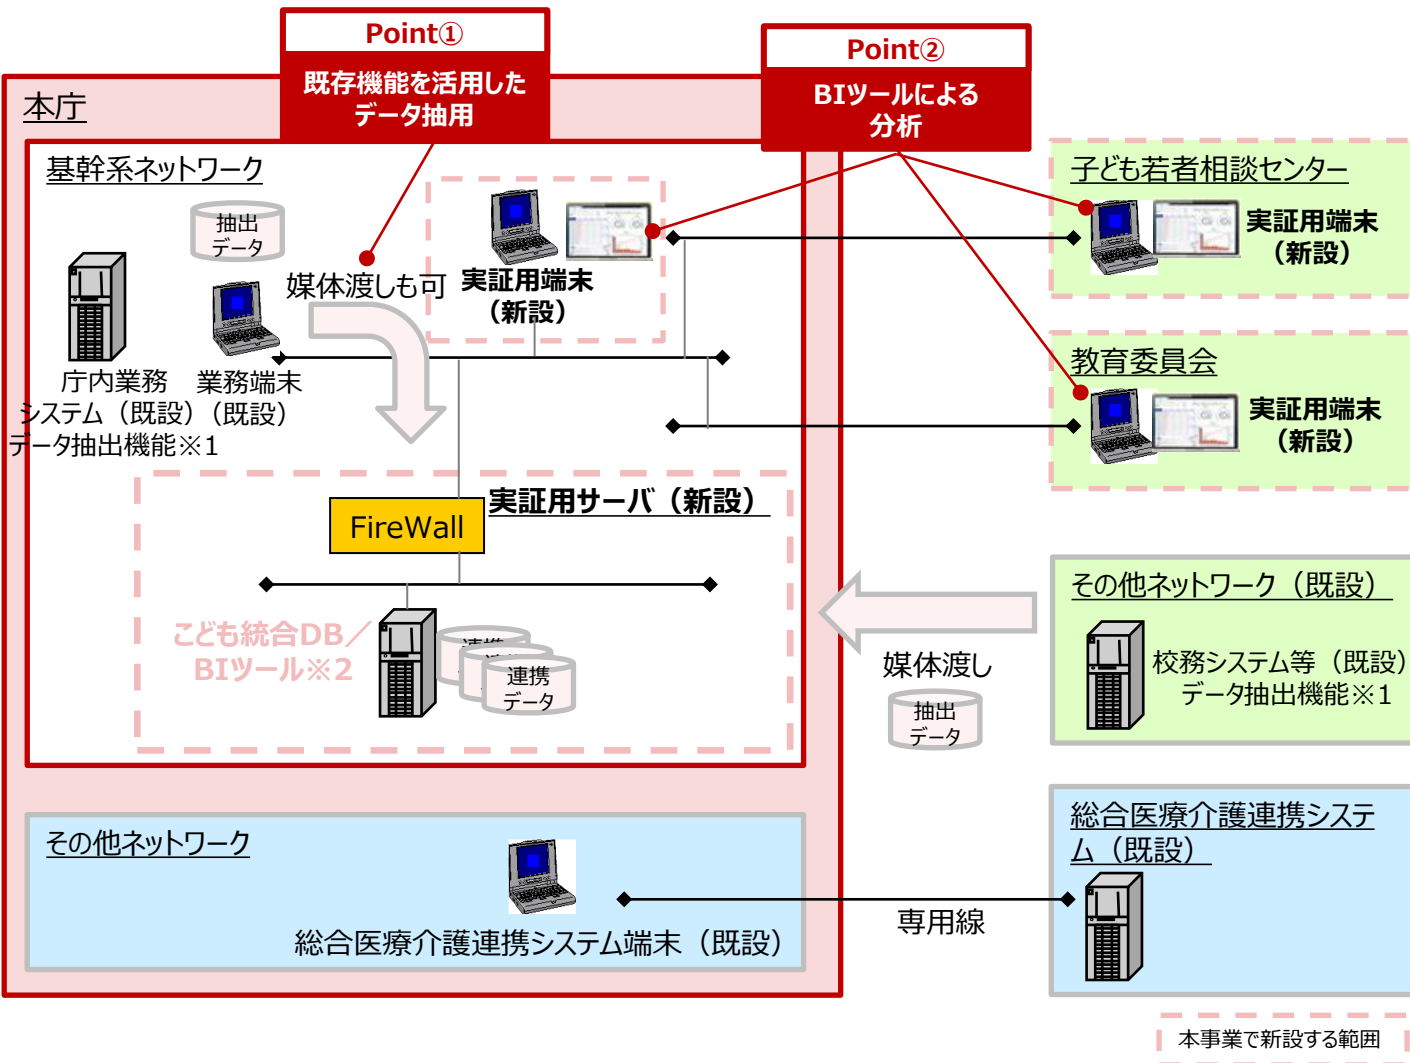 Point①
既存機能を活用した
データ抽用
Point②
BIツールによる
分析
本庁
基幹系ネットワーク
抽出
データ
媒体渡しも可
実証用端末
（新設）
庁内業務
システム（既設）
データ抽出機能※1
業務端末
（既設）
子ども若者相談センター
実証用端末
（新設）
教育委員会
実証用端末
（新設）
実証用サーバ（新設）
FireWall
こども統合DB／
BIツール※2
連携
連携
データ
その他ネットワーク（既設）
校務システム等（既設）
データ抽出機能※1
媒体渡し
抽出
データ
その他ネットワーク
総合医療介護連携システム端末（既設）
専用線
総合医療介護連携システ
ム（既設）
本事業で新設する範囲